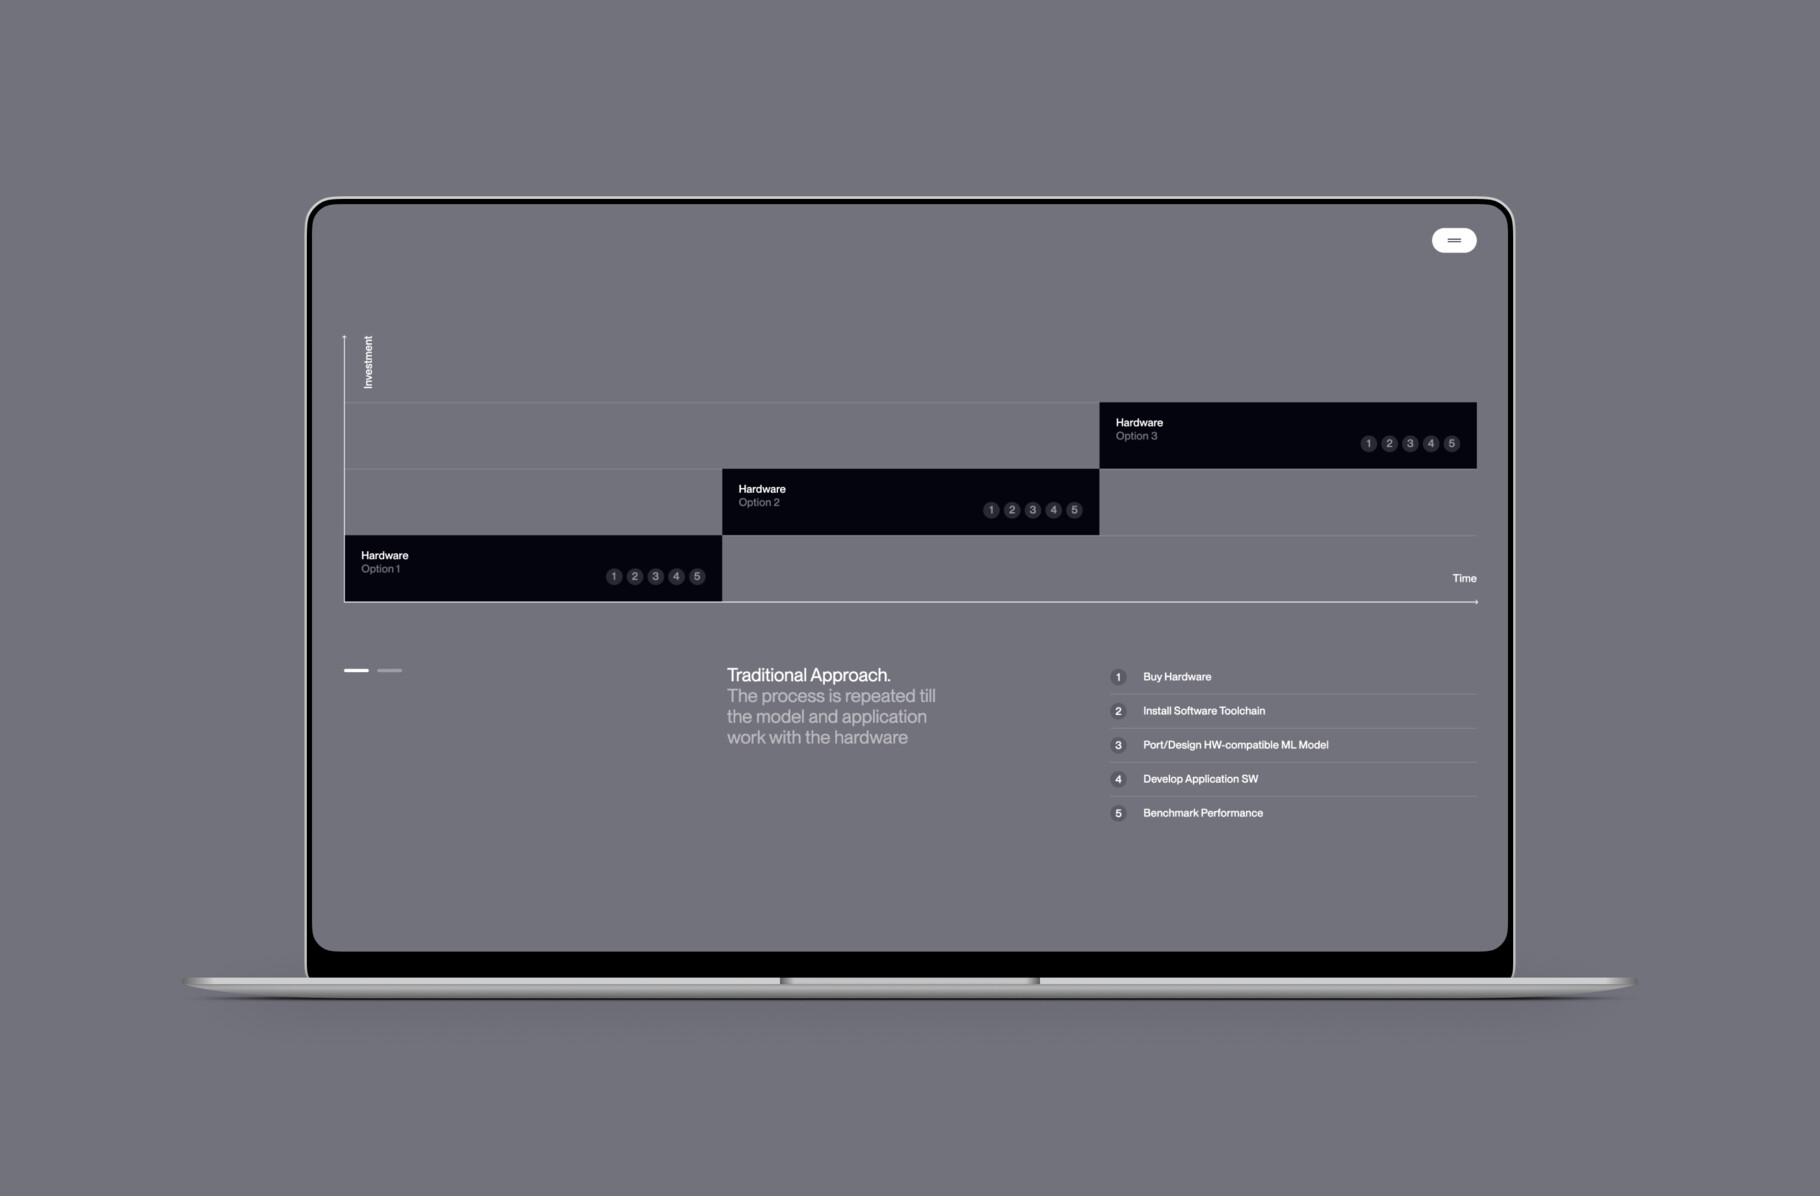 Investment
Hardware
Option 3
1 2 3 4 5
Hardware
Option 2
1 2 3 4 5
Hardware
Option 1
1 2 3 4 5
Time
Traditional Approach.
The process is repeated till
the model and application
work with the hardware
1 Buy Hardware
2 Install Software Toolchain
3 Port/Design HW-compatible ML Model
4 Develop Application SW
5 Benchmark Performance